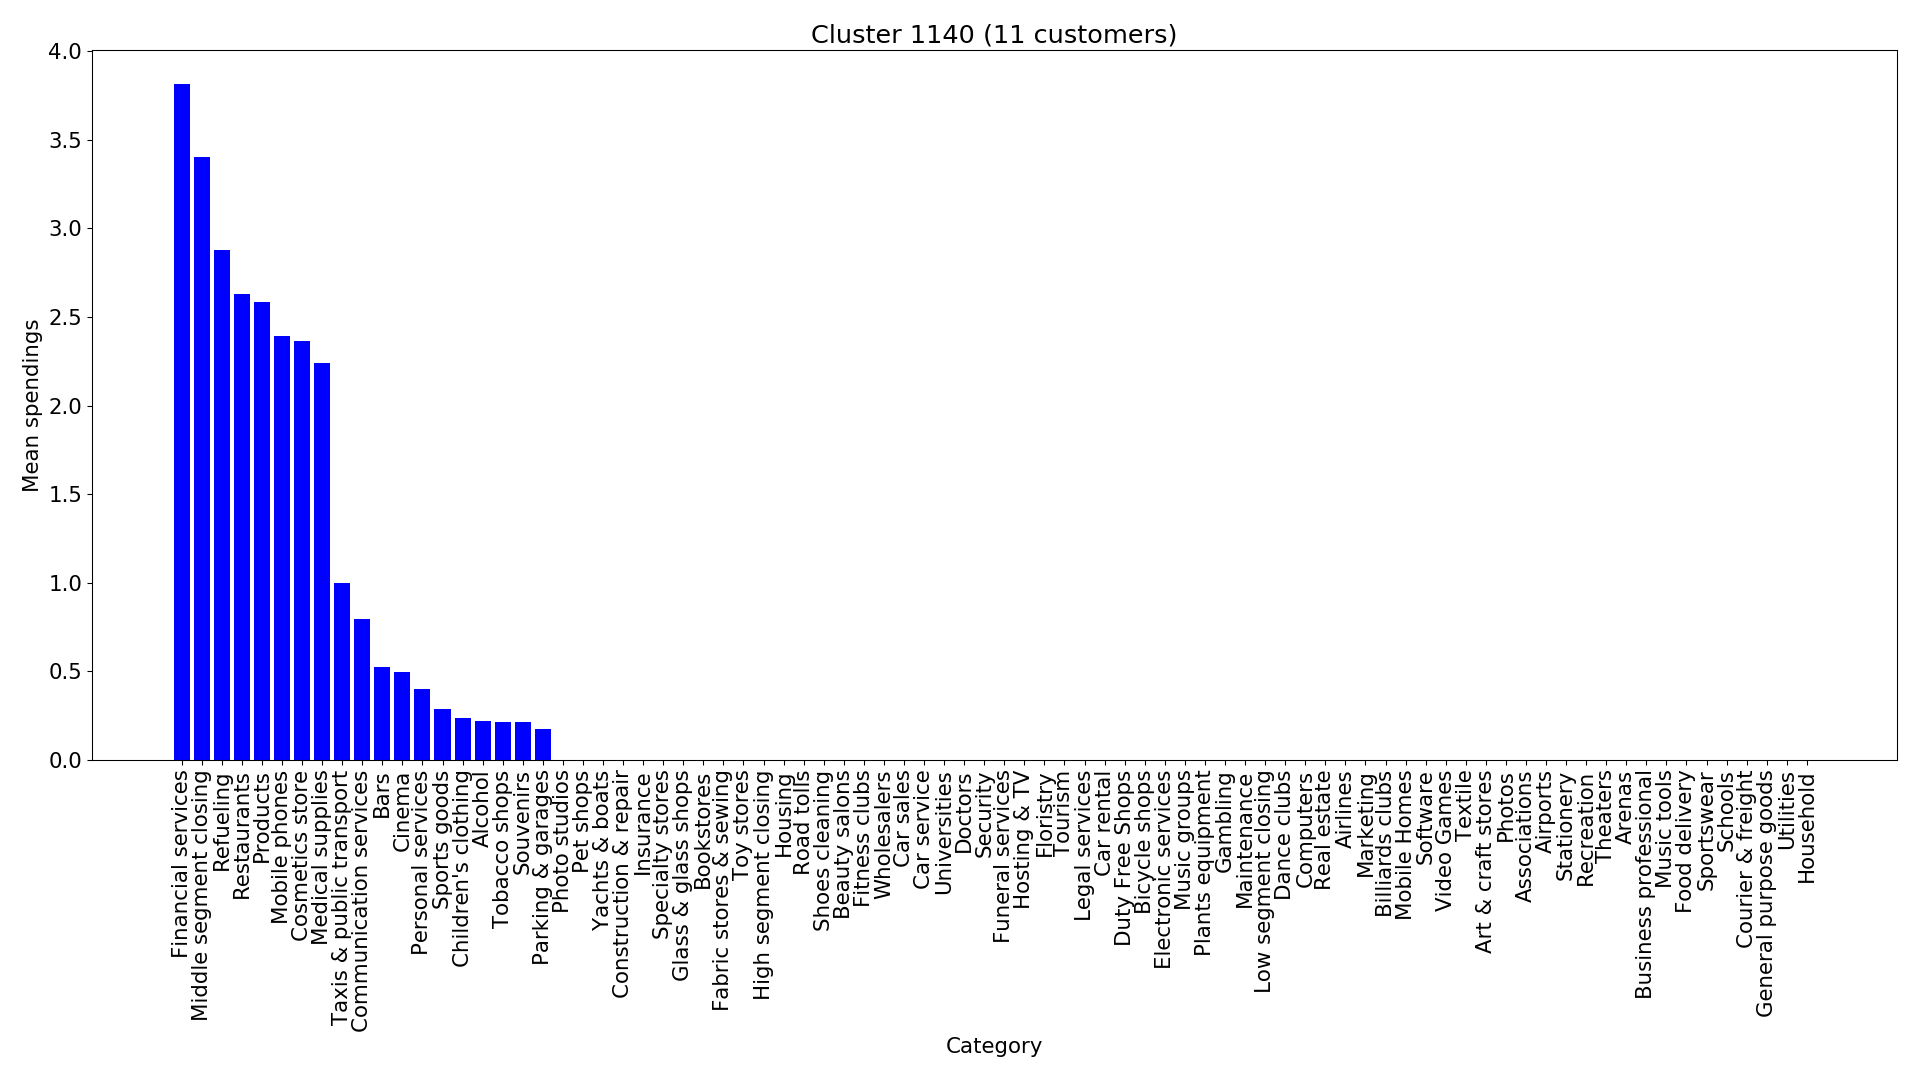 Cluster 1140 (11 customers)
4.0
3.5
3.0
2.5
2.0
1.5
1.0
0.5
0.0
Mean spendings
Financial services
Middle segment closing
Refueling
Restaurants
Products
Mobile phones
Cosmetics store
Medical supplies
Taxis & public transport
Communication services
Bars
Cinema
Personal services
Sports goods
Children's clothing
Alcohol
Tobacco shops
Souvenirs
Parking & garages
Photo studios
Pet shops
Yachts & boats
Construction & repair
Insurance
Specialty stores
Glass & glass shops
Bookstores
Fabric stores & sewing
Toy stores
High segment closing
Housing
Road tolls
Shoes cleaning
Beauty salons
Fitness clubs
Wholesalers
Car sales
Car service
Universities
Doctors
Security
Funeral services
Hosting & TV
Floristry
Tourism
Legal services
Car rental
Duty Free Shops
Bicycle shops
Electronic services
Music groups
Plants equipment
Gambling
Maintenance
Low segment closing
Dance clubs
Computers
Real estate
Airlines
Marketing
Billiards clubs
Mobile Homes
Software
Video Games
Textile
Art & craft stores
Photos
Associations
Airports
Stationery
Recreation
Theaters
Arenas
Business professional
Music tools
Food delivery
Sportswear
Schools
Courier & freight
General purpose goods
Utilities
Household
Category